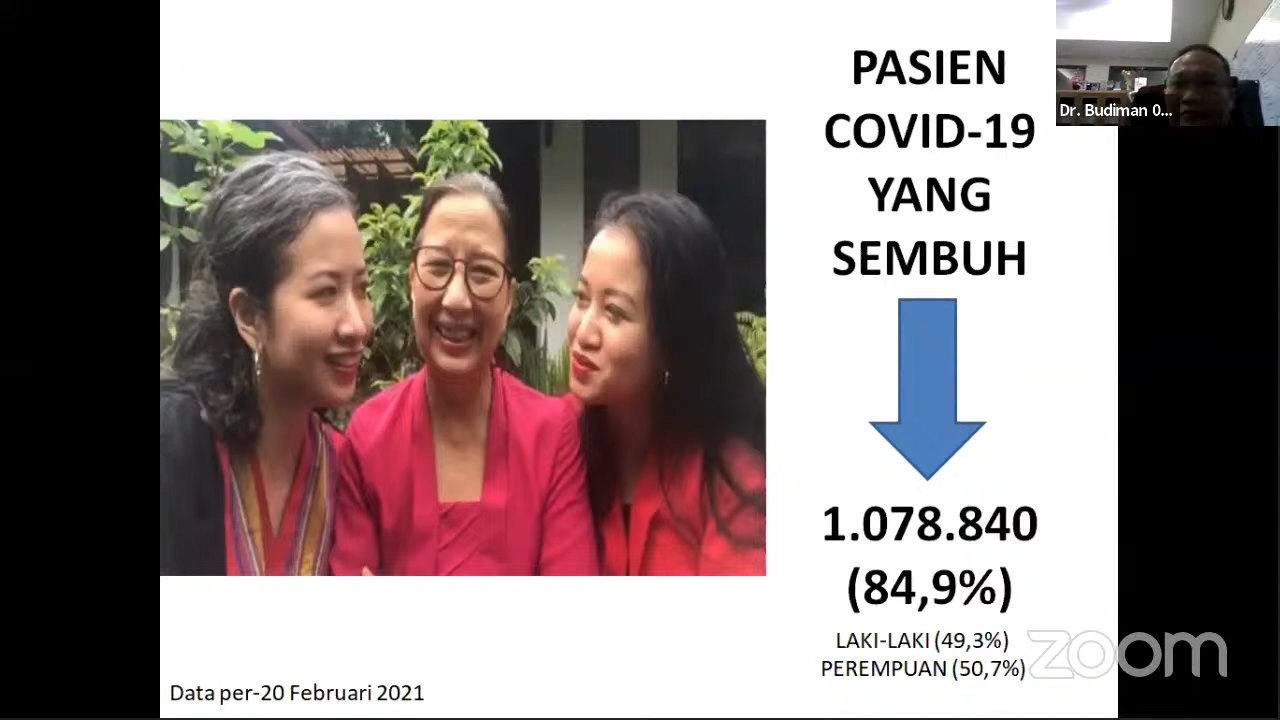 PASIEN
COVID-19
YANG
SEMBUH
1.078.840
(84,9%)
LAKI-LAKI (49,3%)
PEREMPUAN (50,7%)
Data per-20 Februari 2021
Dr. Budiman 0...
zoom